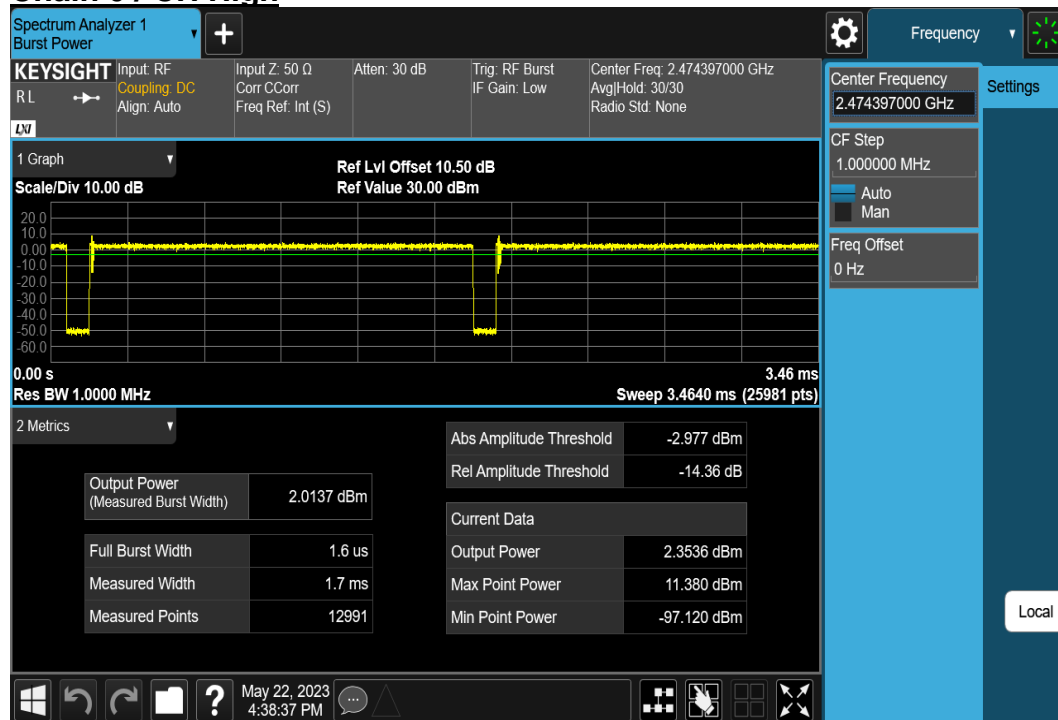 Spectrum Analyzer 1
Burst Power
Frequency
KEYSIGHT
R L
LXI
Input: RF
Coupling: DC
Align: Auto
Input Z: 50 Ω
Corr CCorr
Freq Ref: Int (S)
Atten: 30 dB
Trig: RF Burst
IF Gain: Low
Center Freq: 2.474397000 GHz
Avg|Hold: 30/30
Radio Std: None
Center Frequency
2.474397000 GHz
Settings
CF Step
1.000000 MHz
Auto
Man
Freq Offset
0 Hz
1 Graph
Scale/Div 10.00 dB
Ref Lvl Offset 10.50 dB
Ref Value 30.00 dBm
20.0
10.0
0.00
-10.0
-20.0
-30.0
-40.0
-50.0
-60.0
0.00 s
3.46 ms
Res BW 1.0000 MHz
Sweep 3.4640 ms (25981 pts)
2 Metrics
Output Power
(Measured Burst Width)
2.0137 dBm
Full Burst Width 1.6 us
Measured Width 1.7 ms
Measured Points 12991
Abs Amplitude Threshold -2.977 dBm
Rel Amplitude Threshold -14.36 dB
Current Data
Output Power 2.3536 dBm
Max Point Power 11.380 dBm
Min Point Power -97.120 dBm
Local
?
May 22, 2023
4:38:37 PM